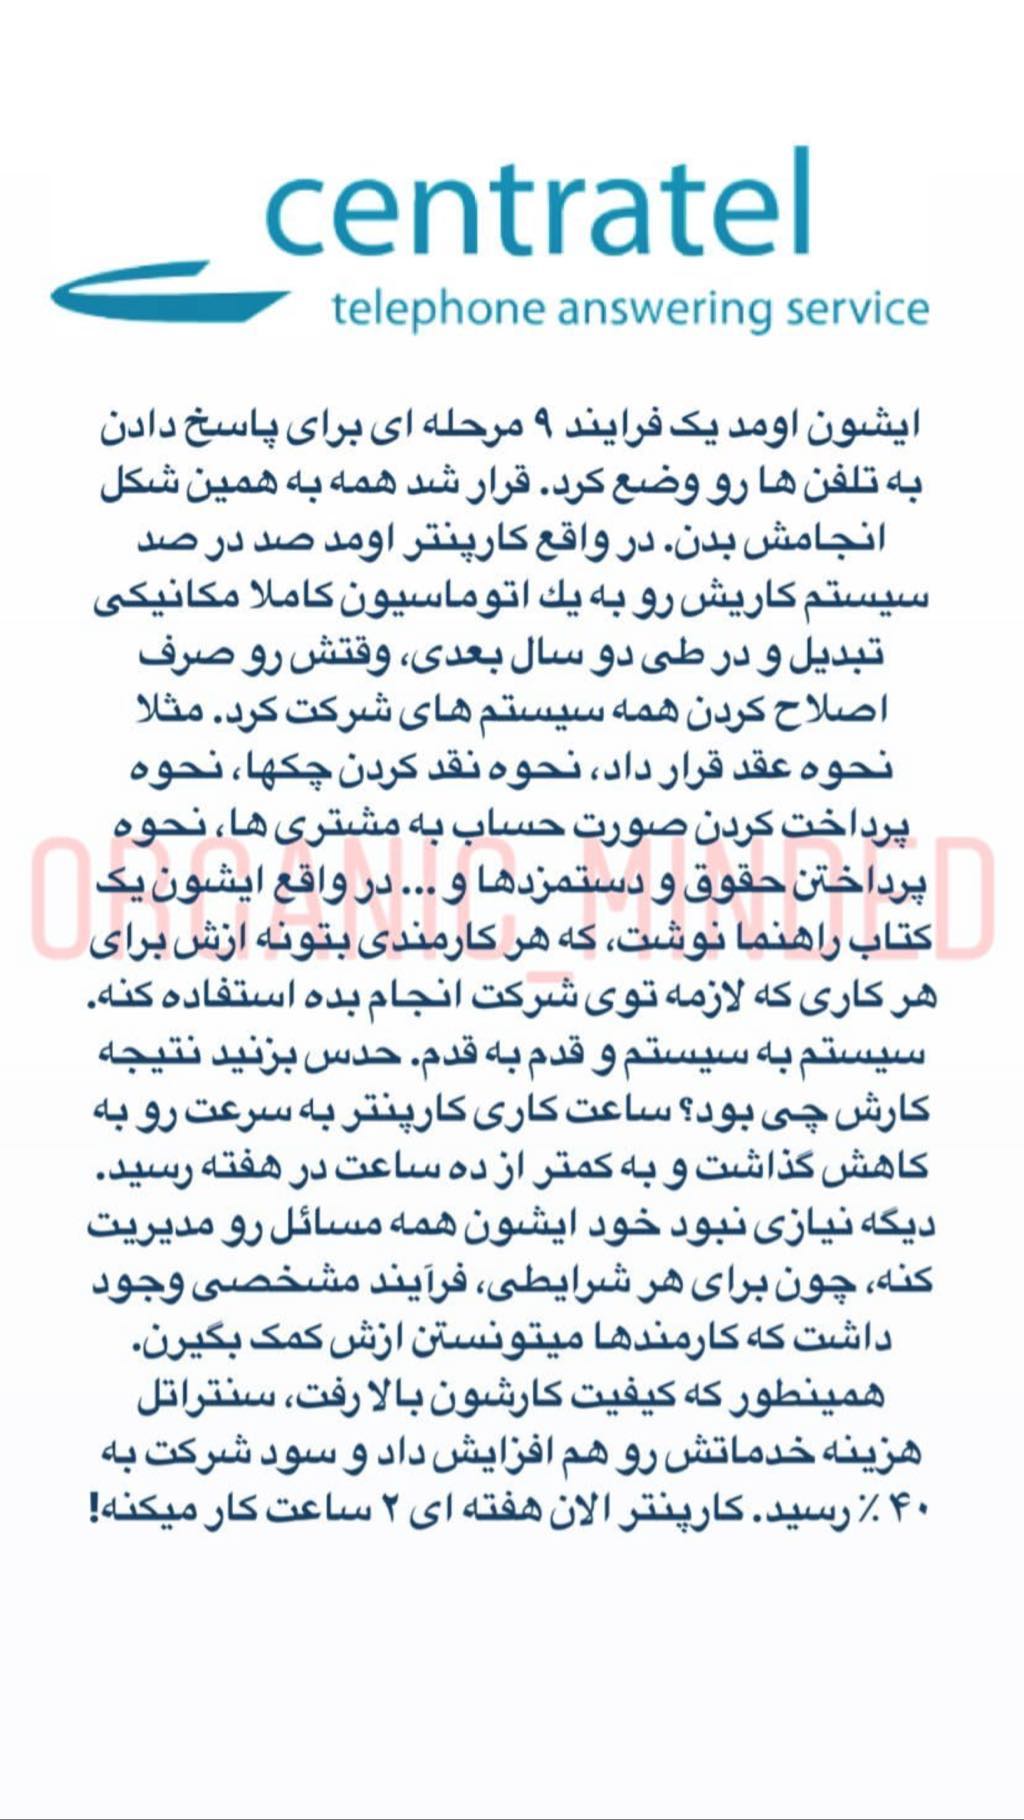 centratel
telephone answering service
ایشون اومد یک فرایند ۹ مرحله ای برای پاسخ دادن
به تلفن ها رو وضع کرد. قرار شد همه به همین شکل
انجامش بدن. در واقع کارپنتر اومد صد در صد
سیستم کاریش رو به یك اتوماسیون کاملا مکانیکی
تبدیل و در طی دو سال بعدی، وقتش رو صرف
اصلاح کردن همه سیستم های شرکت کرد. مثلا
نحوه عقد قرار داد، نحوه نقد کردن چکها، نحوه
پرداخت کردن صورت حساب به مشتری ها، نحوه
پرداختن حقوق و دستمزدها و ... در واقع ایشون یک
کتاب راهنما نوشت، که هر کارمندی بتونه ازش برای
هر کاری که لازمه توی شرکت انجام بده استفاده کنه.
سیستم به سیستم و قدم به قدم. حدس بزنید نتیجه
کارش چی بود؟ ساعت کاری کارپنتر به سرعت رو به
کاهش گذاشت و به کمتر از ده ساعت در هفته رسید.
دیگه نیازی نبود خود ایشون همه مسائل رو مدیریت
کنه، چون برای هر شرایطی، فرآیند مشخصی وجود
داشت که کارمندها میتونستن ازش کمک بگیرن.
همینطور که کیفیت کارشون بالا رفت، سنتراتل
هزینه خدماتش رو هم افزایش داد و سود شرکت به
۴۰ ٪ رسید. کارپنتر الان هفته ای ۲ ساعت کار میکنه!
ORGANIC_MINDED